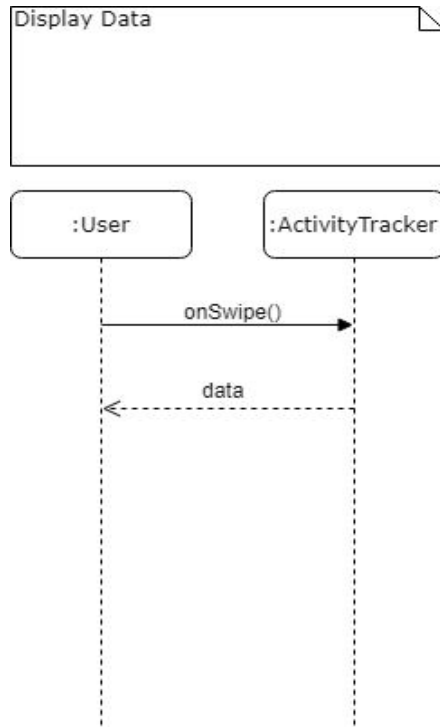 Display Data
:User
:ActivityTracker
onSwipe()
data